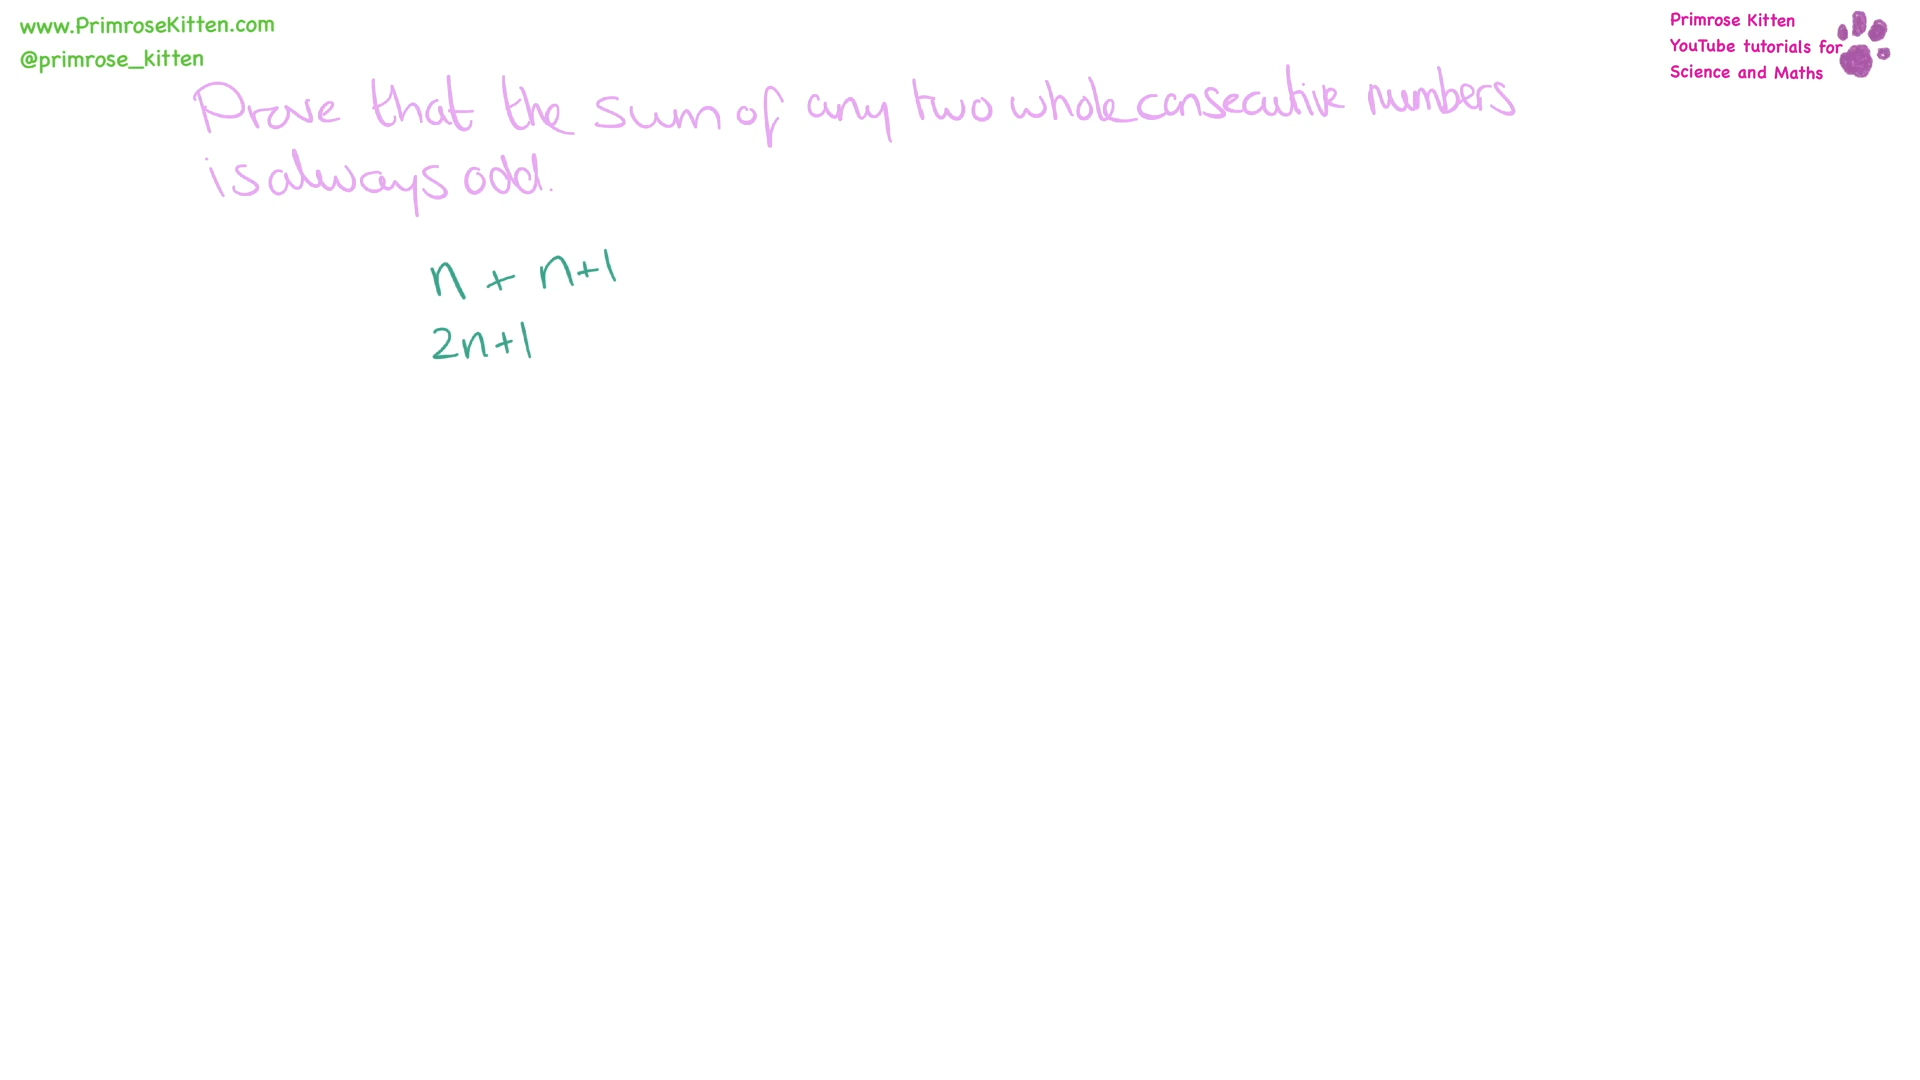 www.PrimroseKitten.com
@primrose_kitten
Primrose Kitten
YouTube tutorials for
Science and Maths
Prove that the sum of any two whole consecutive numbers
is always odd.
n + n+1
2n+1